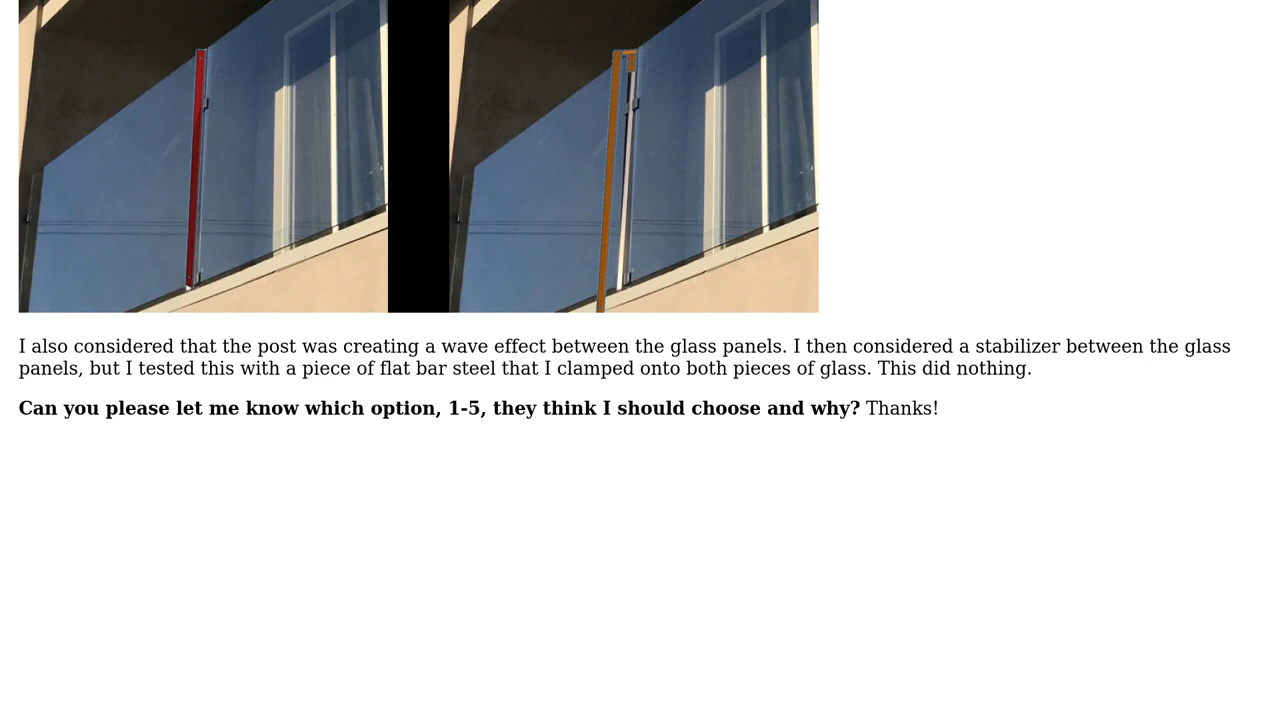 I also considered that the post was creating a wave effect between the glass panels. I then considered a stabilizer between the glass
panels, but I tested this with a piece of flat bar steel that I clamped onto both pieces of glass. This did nothing.
Can you please let me know which option, 1-5, they think I should choose and why? Thanks!